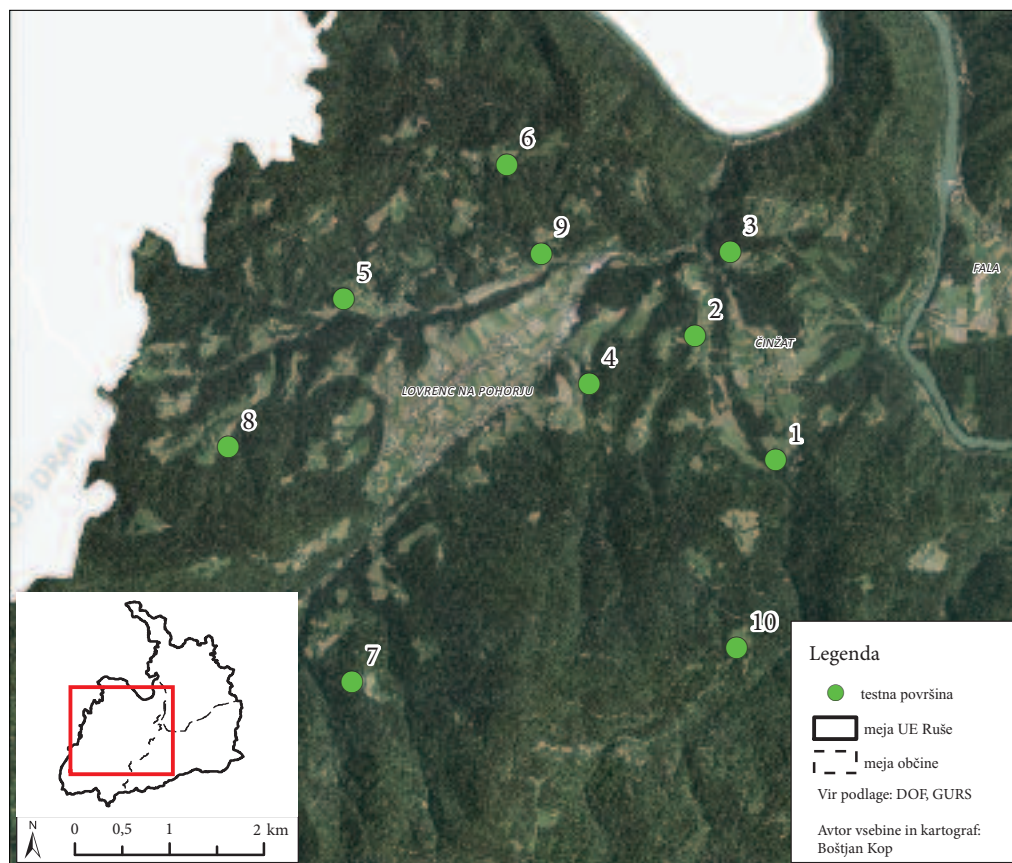 6
9
3
5
FALA
2
ČINŽAT
4
LOVRENC NA POHORJU
8
1
OB DRAVI
10
7
Legenda
testna površina
meja UE Ruše
meja občine
Vir podlage: DOF, GURS
Avtor vsebine in kartograf:
Boštjan Kop
N
0 0,5 1 2 km